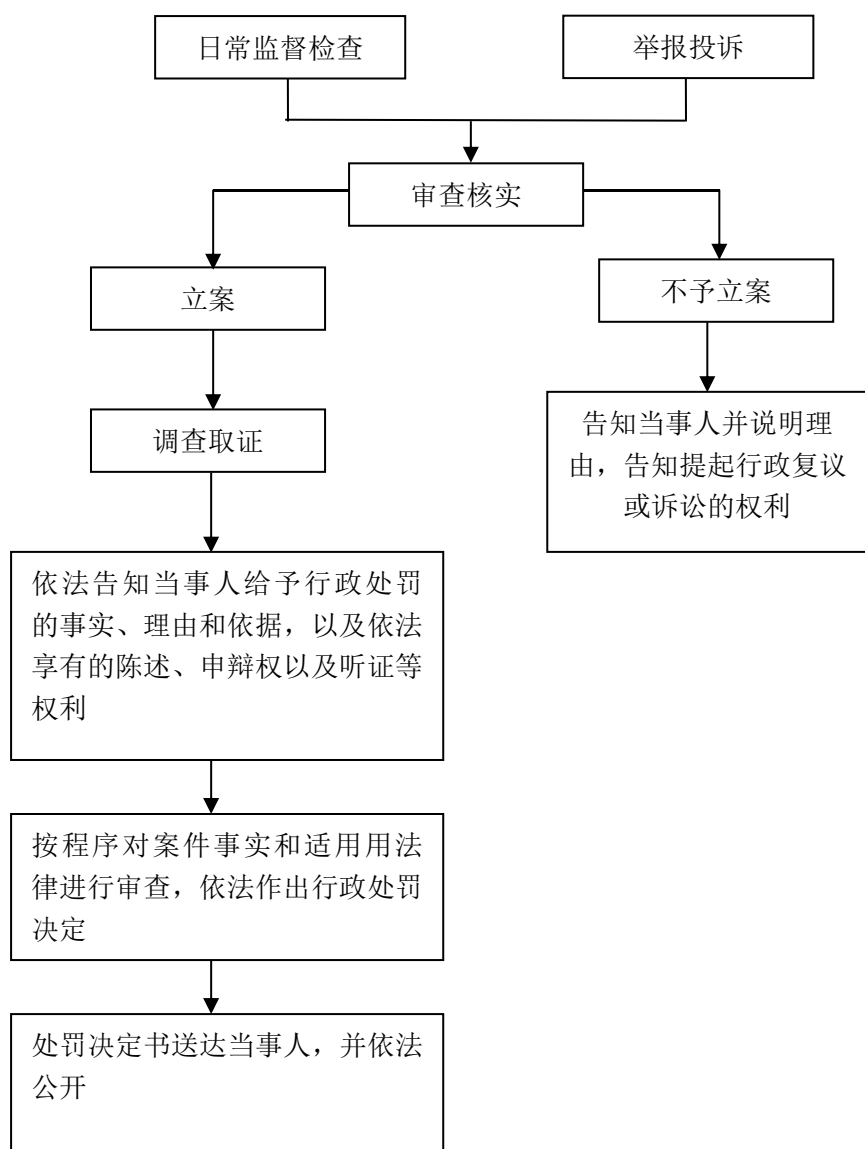 日常监督检查
举报投诉
审查核实
立案
不予立案
调查取证
告知当事人并说明理
由，告知提起行政复议
或诉讼的权利
依法告知当事人给予行政处罚
的事实、理由和依据，以及依法
享有的陈述、申辩权以及听证等
权利
按程序对案件事实和适用用法
律进行审查，依法作出行政处罚
决定
处罚决定书送达当事人，并依法
公开